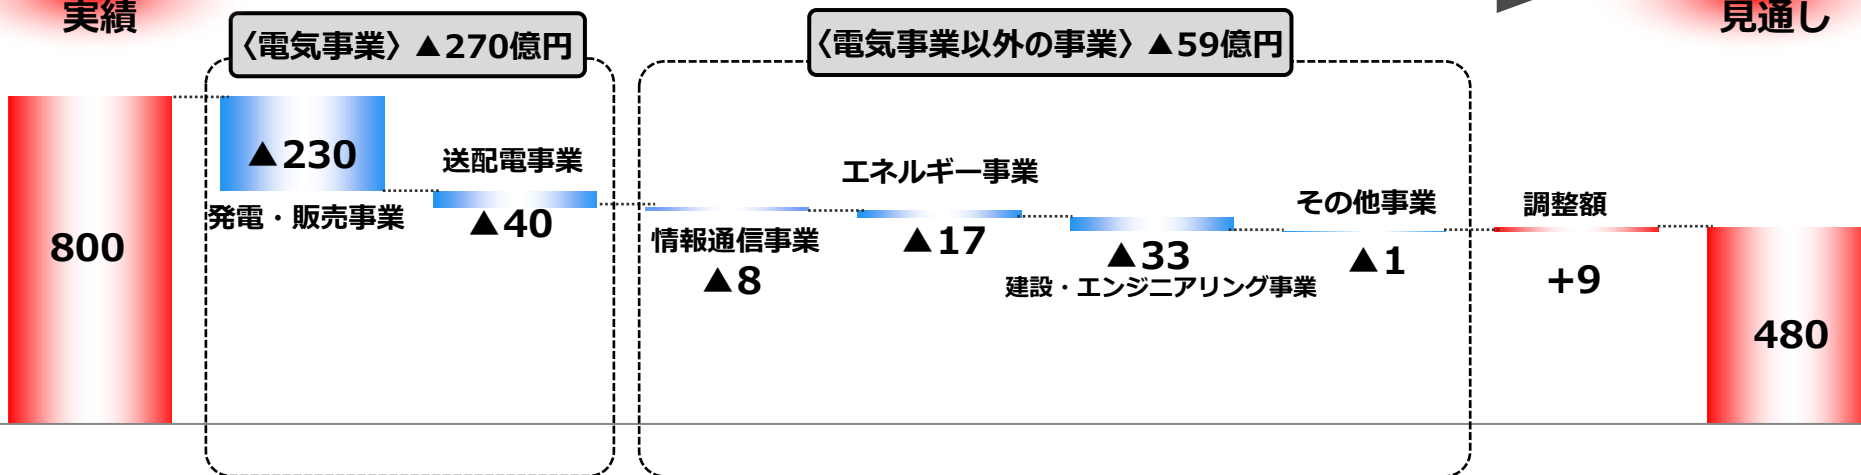 実績
見通し
〈電気事業〉▲270億円
〈電気事業以外の事業〉▲59億円
800
▲230
発電・販売事業
送配電事業
▲40
情報通信事業
▲8
エネルギー事業
▲17
▲33
建設・エンジニアリング事業
その他事業
▲1
調整額
+9
480